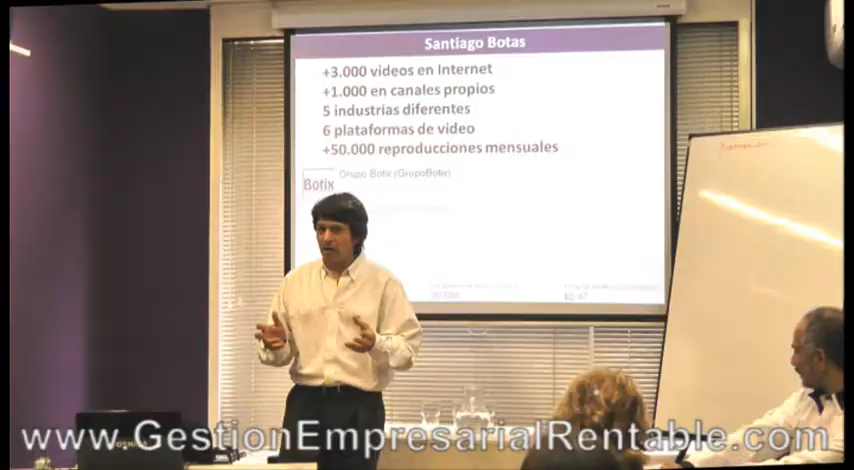 Santiago Botas
+3.000 videos en Internet
+1.000 en canales propios
5 industrias diferentes
6 plataformas de video
+50.000 reproducciones mensuales
Grupo Botix (GrupoBotix)
Botix
www.GestionEmpresarialRentable.com